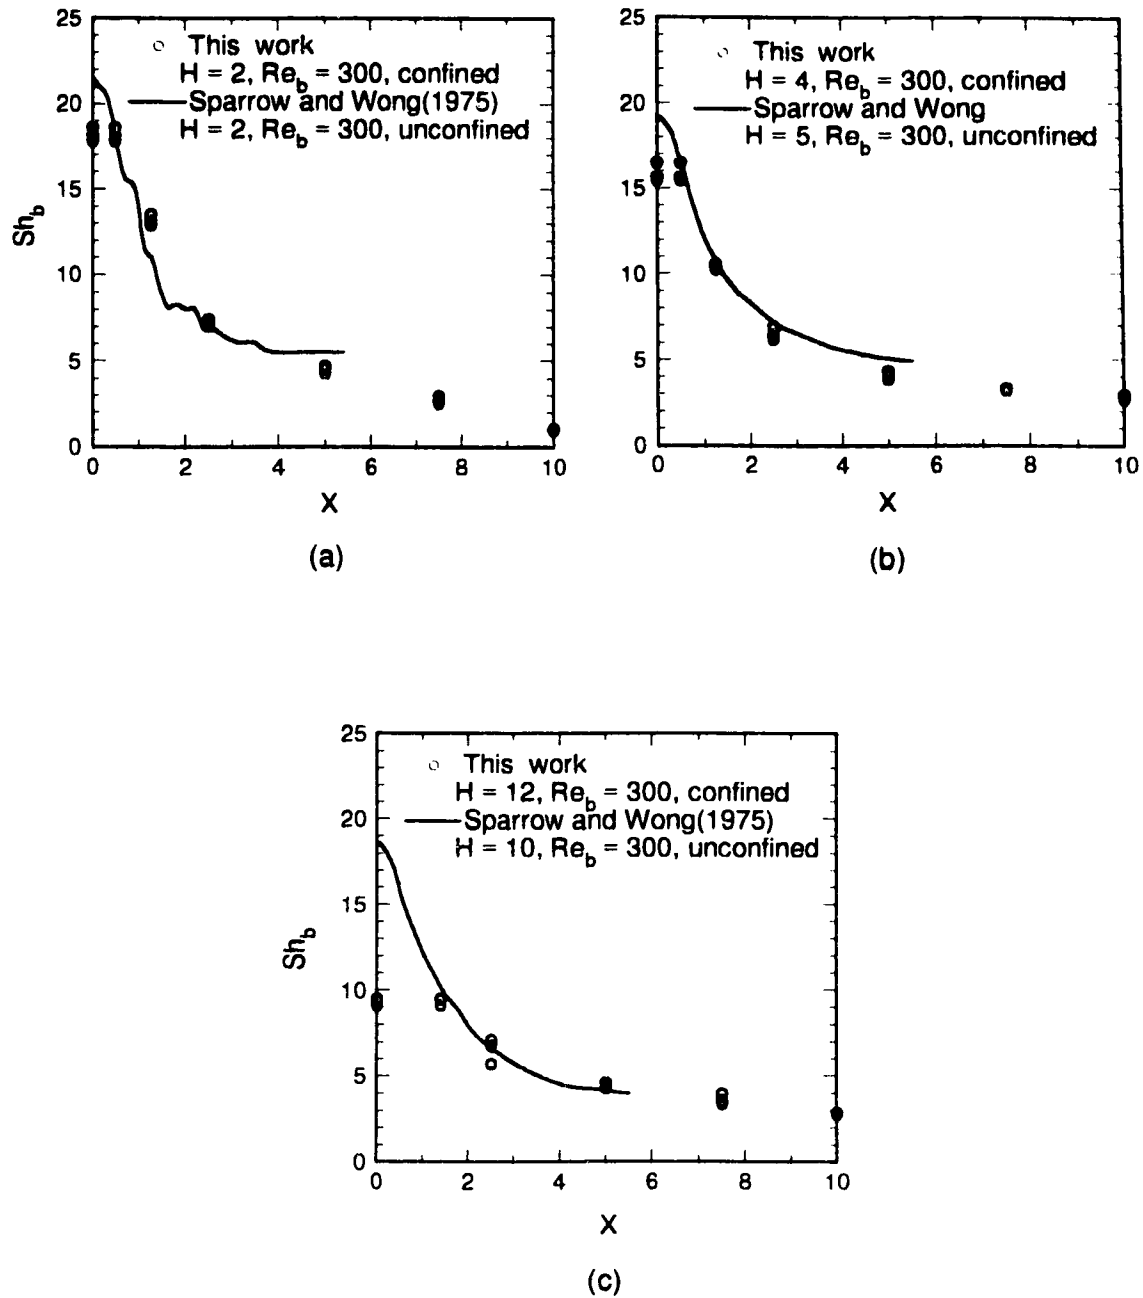 25
20
15
10
5
0
Sh_b
○ This work
H = 2, Re_b = 300, confined
Sparrow and Wong(1975)
H = 2, Re_b = 300, unconfined
0 2 4 6 8 10
X
(a)
25
20
15
10
5
0
○ This work
H = 4, Re_b = 300, confined
Sparrow and Wong
H = 5, Re_b = 300, unconfined
0 2 4 6 8 10
X
(b)
25
20
15
10
5
0
Sh_b
○ This work
H = 12, Re_b = 300, confined
Sparrow and Wong(1975)
H = 10, Re_b = 300, unconfined
0 2 4 6 8 10
X
(c)